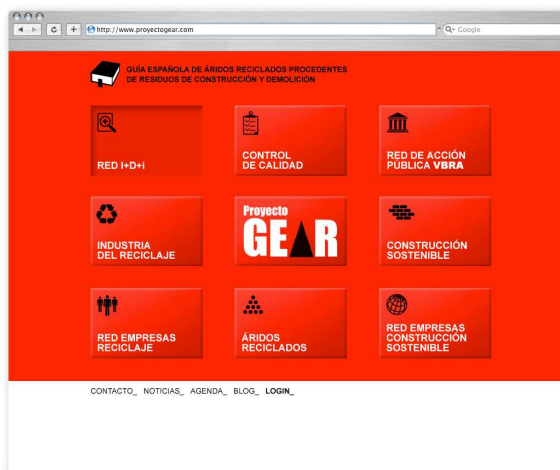 http://www.proyectogear.com
Google
GUÍA ESPAÑOLA DE ÁRIDOS RECICLADOS PROCEDENTES
DE RESIDUOS DE CONSTRUCCIÓN Y DEMOLICIÓN
RED I+D+i
CONTROL
DE CALIDAD
RED DE ACCIÓN
PÚBLICA VBRA
INDUSTRIA
DEL RECICLAJE
Proyecto
GEAR
CONSTRUCCIÓN
SOSTENIBLE
RED EMPRESAS
RECICLAJE
ÁRIDOS
RECICLADOS
RED EMPRESAS
CONSTRUCCIÓN
SOSTENIBLE
CONTACTO_ NOTICIAS_ AGENDA_ BLOG_ LOGIN_